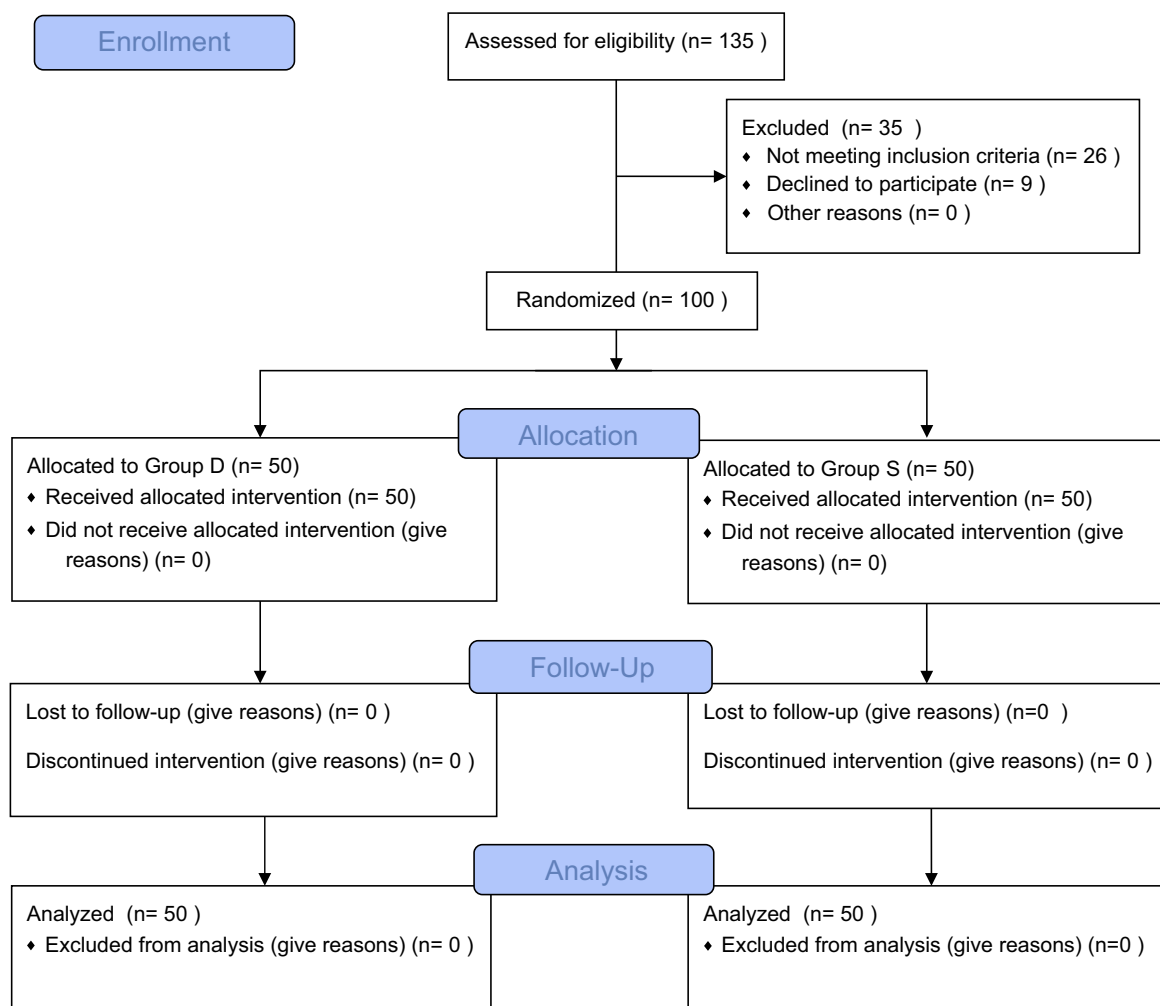 Enrollment
Assessed for eligibility (n= 135 )
Excluded (n= 35 )
♦ Not meeting inclusion criteria (n= 26 )
♦ Declined to participate (n= 9 )
♦ Other reasons (n= 0 )
Randomized (n= 100 )
Allocation
Allocated to Group D (n= 50)
♦ Received allocated intervention (n= 50)
♦ Did not receive allocated intervention (give
reasons) (n= 0)
Allocated to Group S (n= 50)
♦ Received allocated intervention (n= 50)
♦ Did not receive allocated intervention (give
reasons) (n= 0)
Follow-Up
Lost to follow-up (give reasons) (n= 0 )
Discontinued intervention (give reasons) (n= 0 )
Lost to follow-up (give reasons) (n=0 )
Discontinued intervention (give reasons) (n= 0 )
Analysis
Analyzed (n= 50 )
♦ Excluded from analysis (give reasons) (n= 0 )
Analyzed (n= 50 )
♦ Excluded from analysis (give reasons) (n=0 )